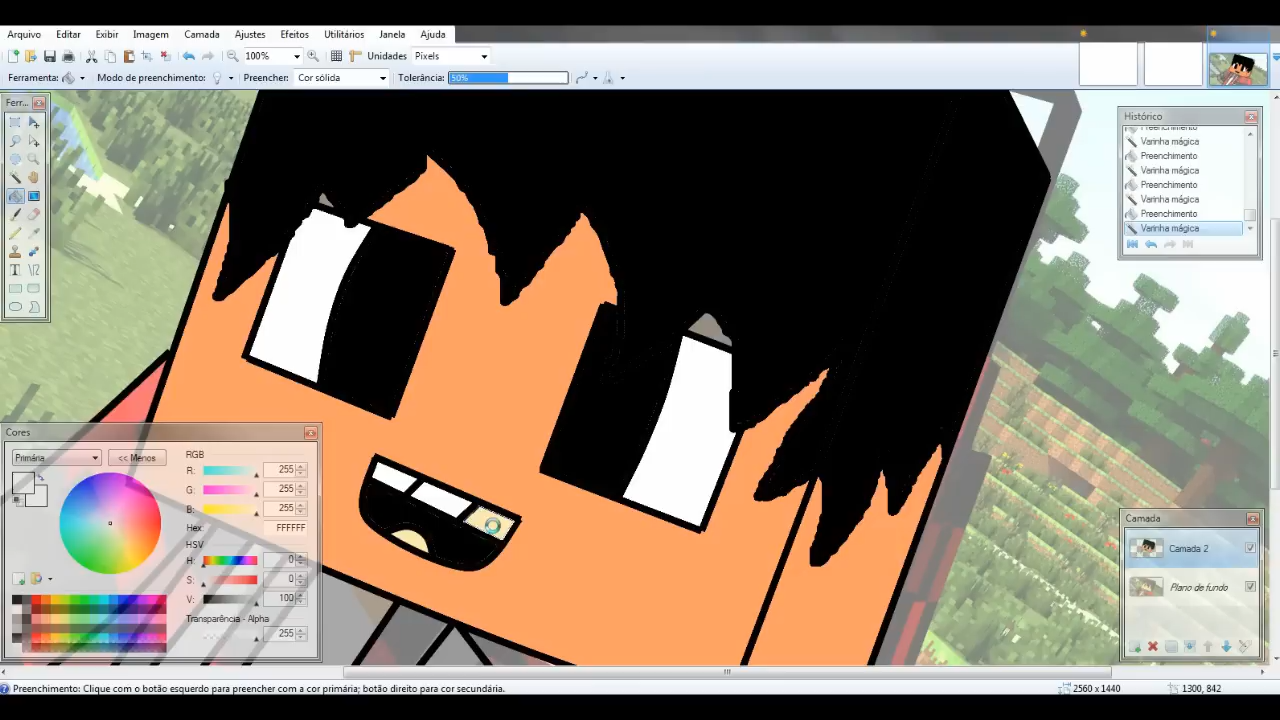 Arquivo Editar Exibir Imagem Camada Ajustes Efeitos Utilitários Janela Ajuda
100% Unidades Pixels
Ferramenta: Modo de preenchimento: Preencher: Cor sólida Tolerância: 50%
Ferr...
Histórico
Preenchimento
Varinha mágica
Preenchimento
Varinha mágica
Preenchimento
Varinha mágica
Preenchimento
Varinha mágica
Cores
Primária << Menos
RGB
R: 255
G: 255
B: 255
Hex: FFFFFF
HSV
H: 0
S: 0
V: 100
Transparência - Alpha
255
Camada
Camada 2
Plano de fundo
Preenchimento: Clique com o botão esquerdo para preencher com a cor primária; botão direito para cor secundária.
2560 x 1440 1300, 842